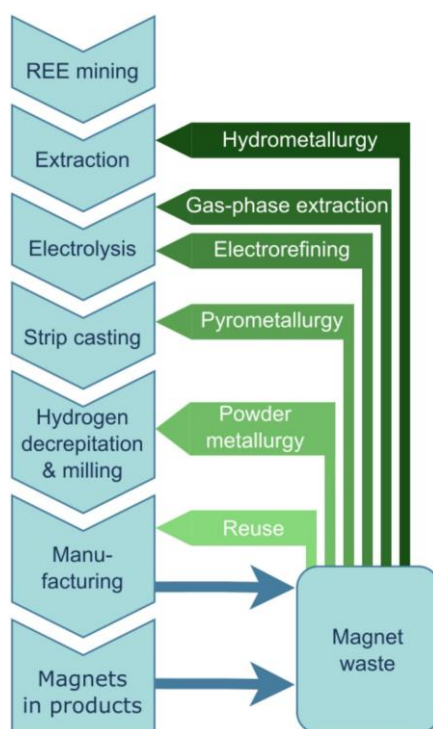 REE mining
Hydrometallurgy
Extraction
Gas-phase extraction
Electrolysis
Electrorefining
Pyrometallurgy
Strip casting
Hydrogen
decrepitation
& milling
Powder
metallurgy
Reuse
Manu-
facturing
Magnet
waste
Magnets
in products